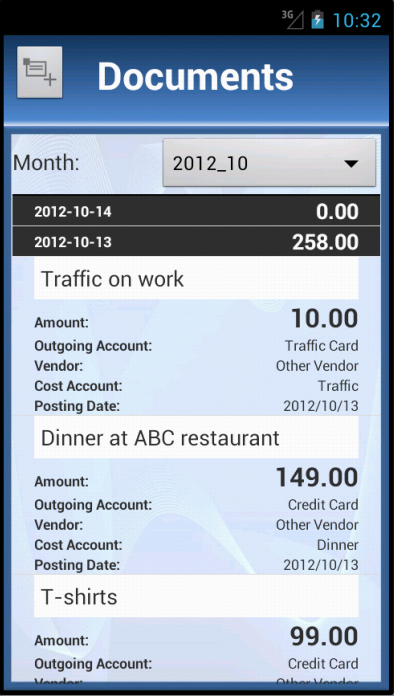 3G 10:32
Documents
Month: 2012_10
2012-10-14 0.00
2012-10-13 258.00
Traffic on work
Amount: 10.00
Outgoing Account: Traffic Card
Vendor: Other Vendor
Cost Account: Traffic
Posting Date: 2012/10/13
Dinner at ABC restaurant
Amount: 149.00
Outgoing Account: Credit Card
Vendor: Other Vendor
Cost Account: Dinner
Posting Date: 2012/10/13
T-shirts
Amount: 99.00
Outgoing Account: Credit Card
Vendor: Other Vendor